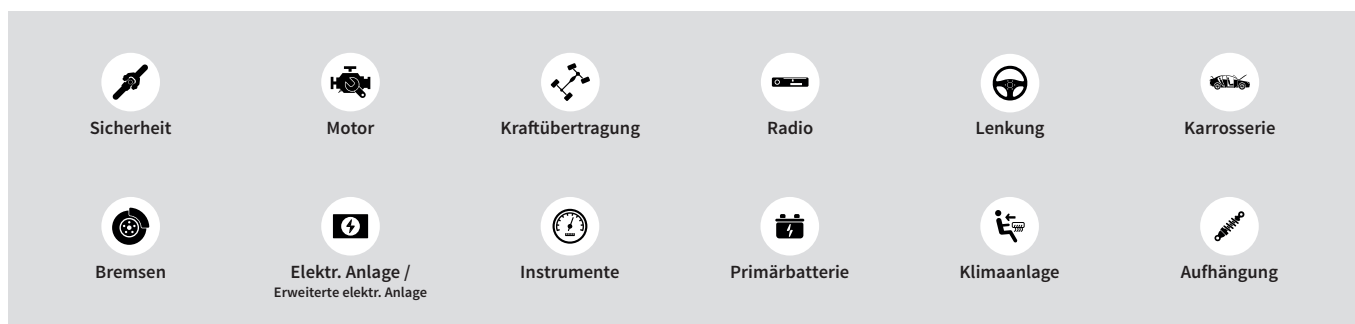 Sicherheit
Motor
Kraftübertragung
Radio
Lenkung
Karrosserie
Bremsen
Elektr. Anlage /
Erweiterte elektr. Anlage
Instrumente
Primärbatterie
Klimaanlage
Aufhängung